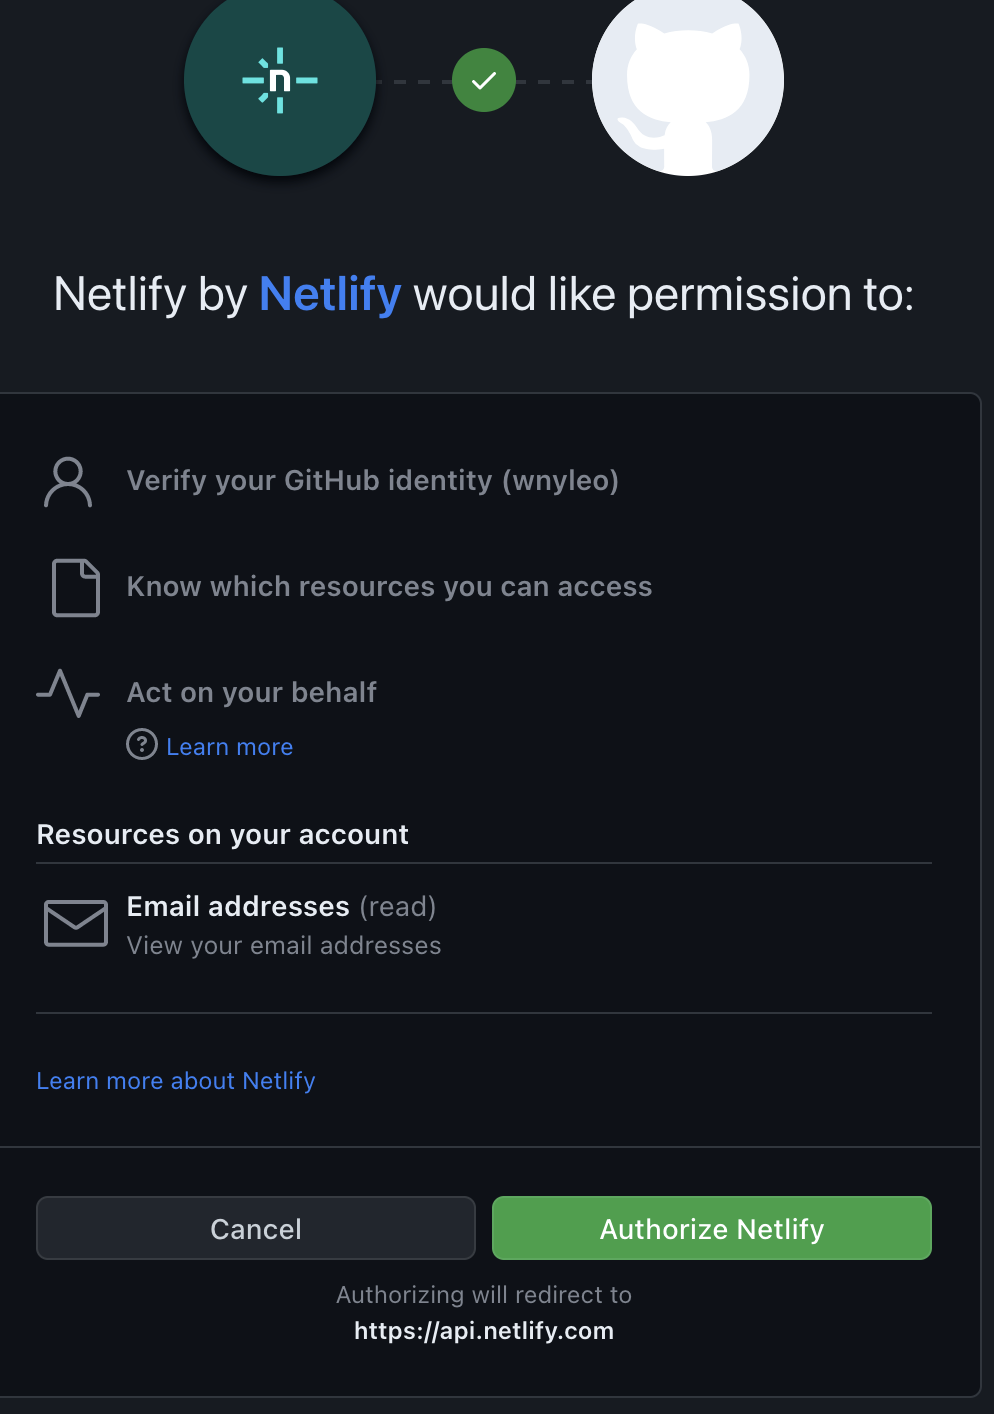 n
Netlify by Netlify would like permission to:
Verify your GitHub identity (wnyleo)
Know which resources you can access
Act on your behalf
? Learn more
Resources on your account
Email addresses (read)
View your email addresses
Learn more about Netlify
Cancel
Authorize Netlify
Authorizing will redirect to
https://api.netlify.com